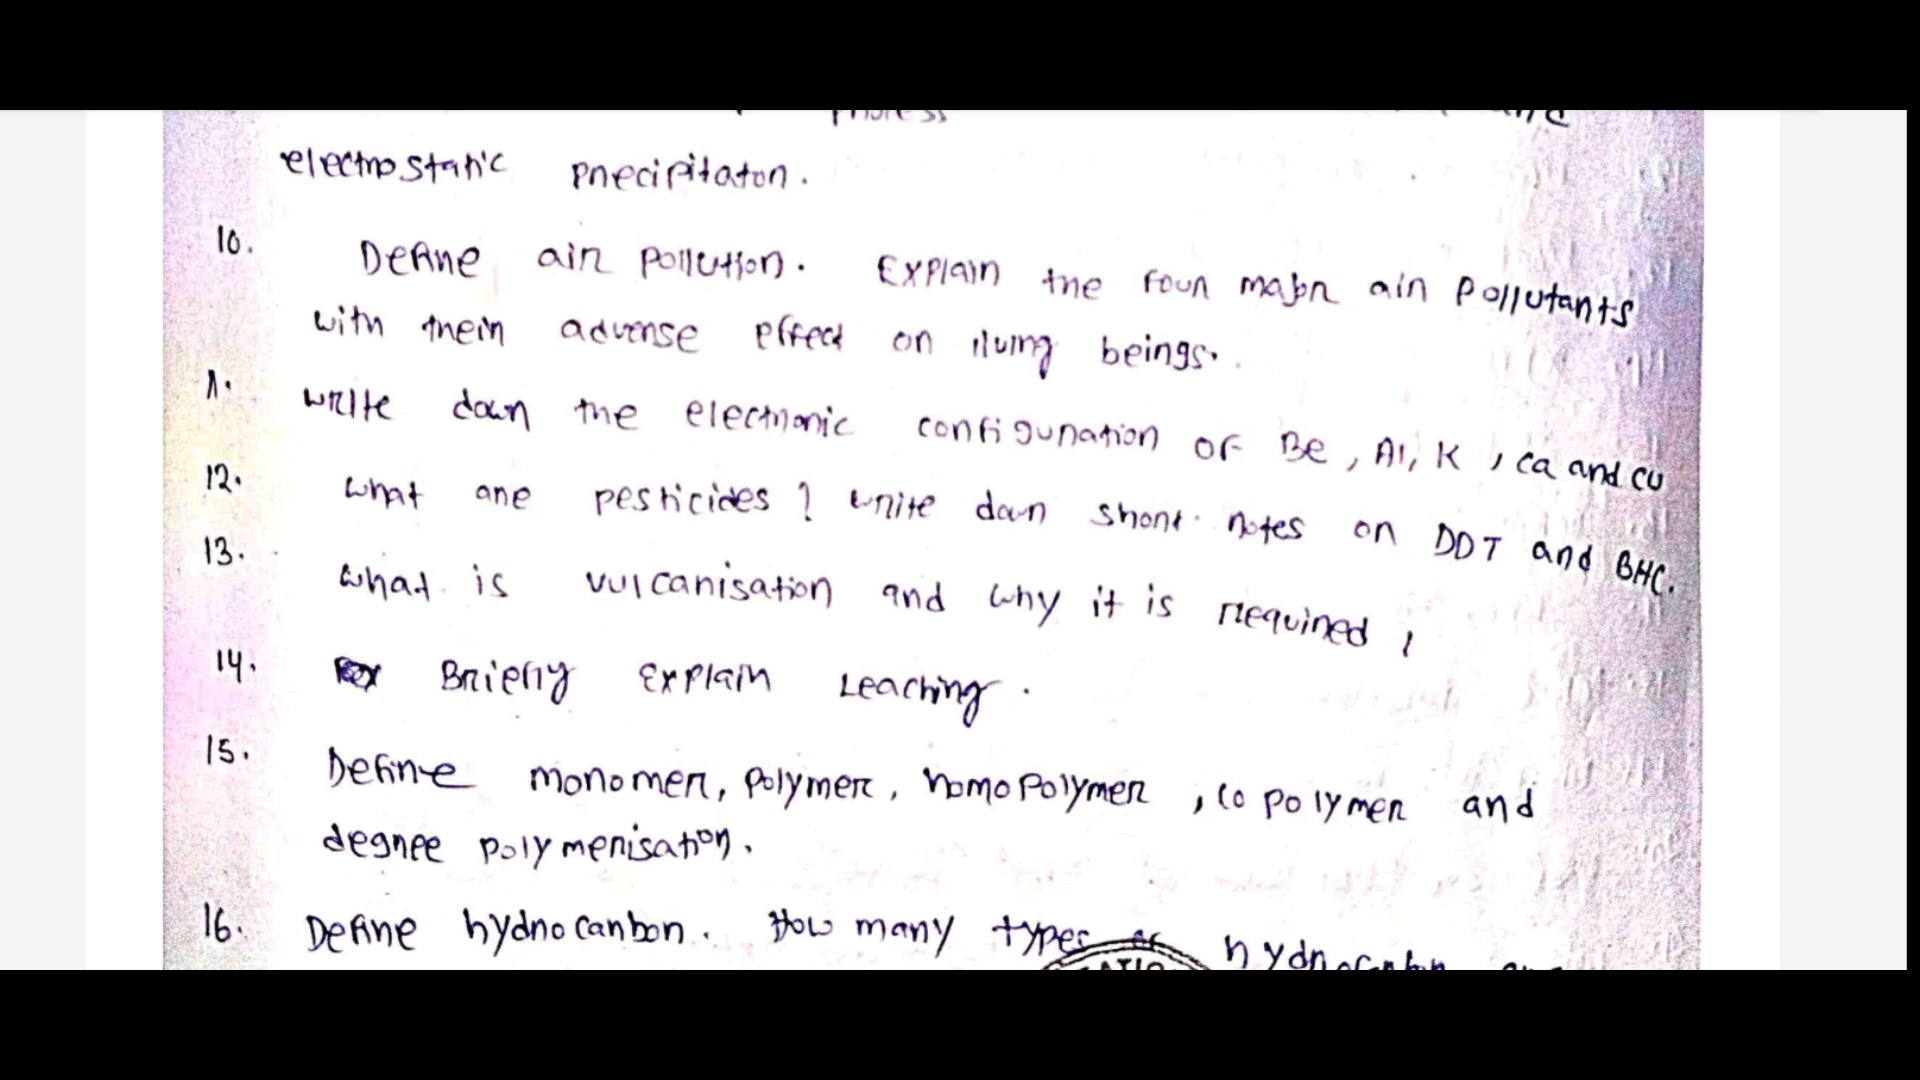 electrostatic precipitator.
10. Define air pollution. Explain the four major air pollutants
with their adverse effect on living beings.
11. Write down the electronic configuration of Be, Al, K, Ca and Cu
12. What are pesticides? Write down short notes on DDT and BHC.
13. What is vulcanisation and why it is required?
14. Briefly explain Leaching.
15. Define monomer, polymer, homopolymer, copolymer and
degree polymerisation.
16. Define hydrocarbon. How many types of hydrocarbon